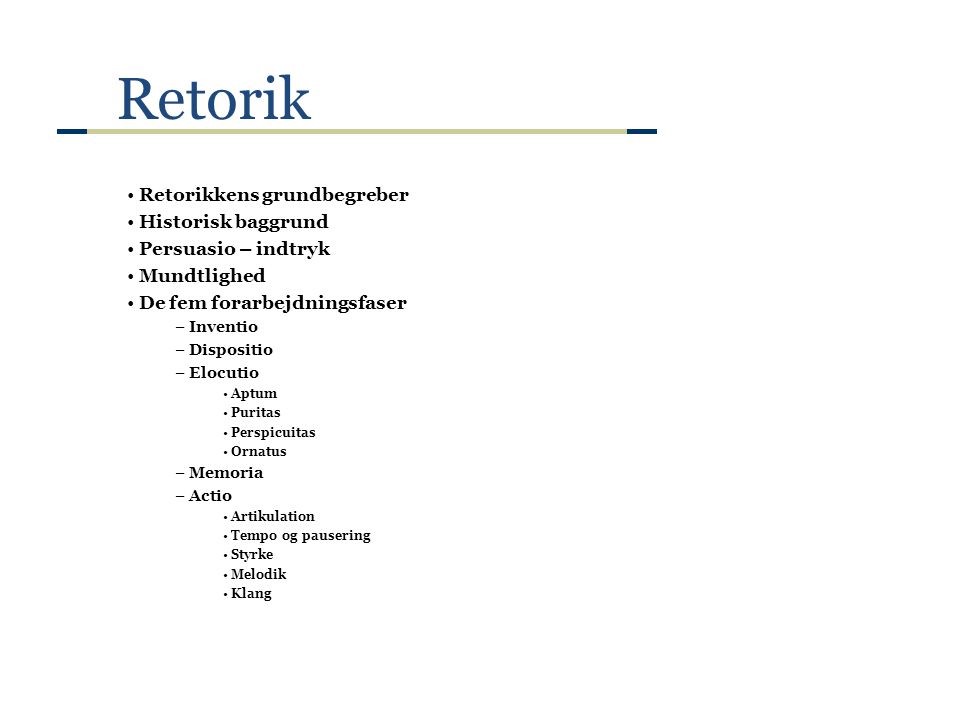 Retorik
• Retorikkens grundbegreber
• Historisk baggrund
• Persuasio – indtryk
• Mundtlighed
• De fem forarbejdningsfaser
– Inventio
– Dispositio
– Elocutio
• Aptum
• Puritas
• Perspicuitas
• Ornatus
– Memoria
– Actio
• Artikulation
• Tempo og pausering
• Styrke
• Melodik
• Klang